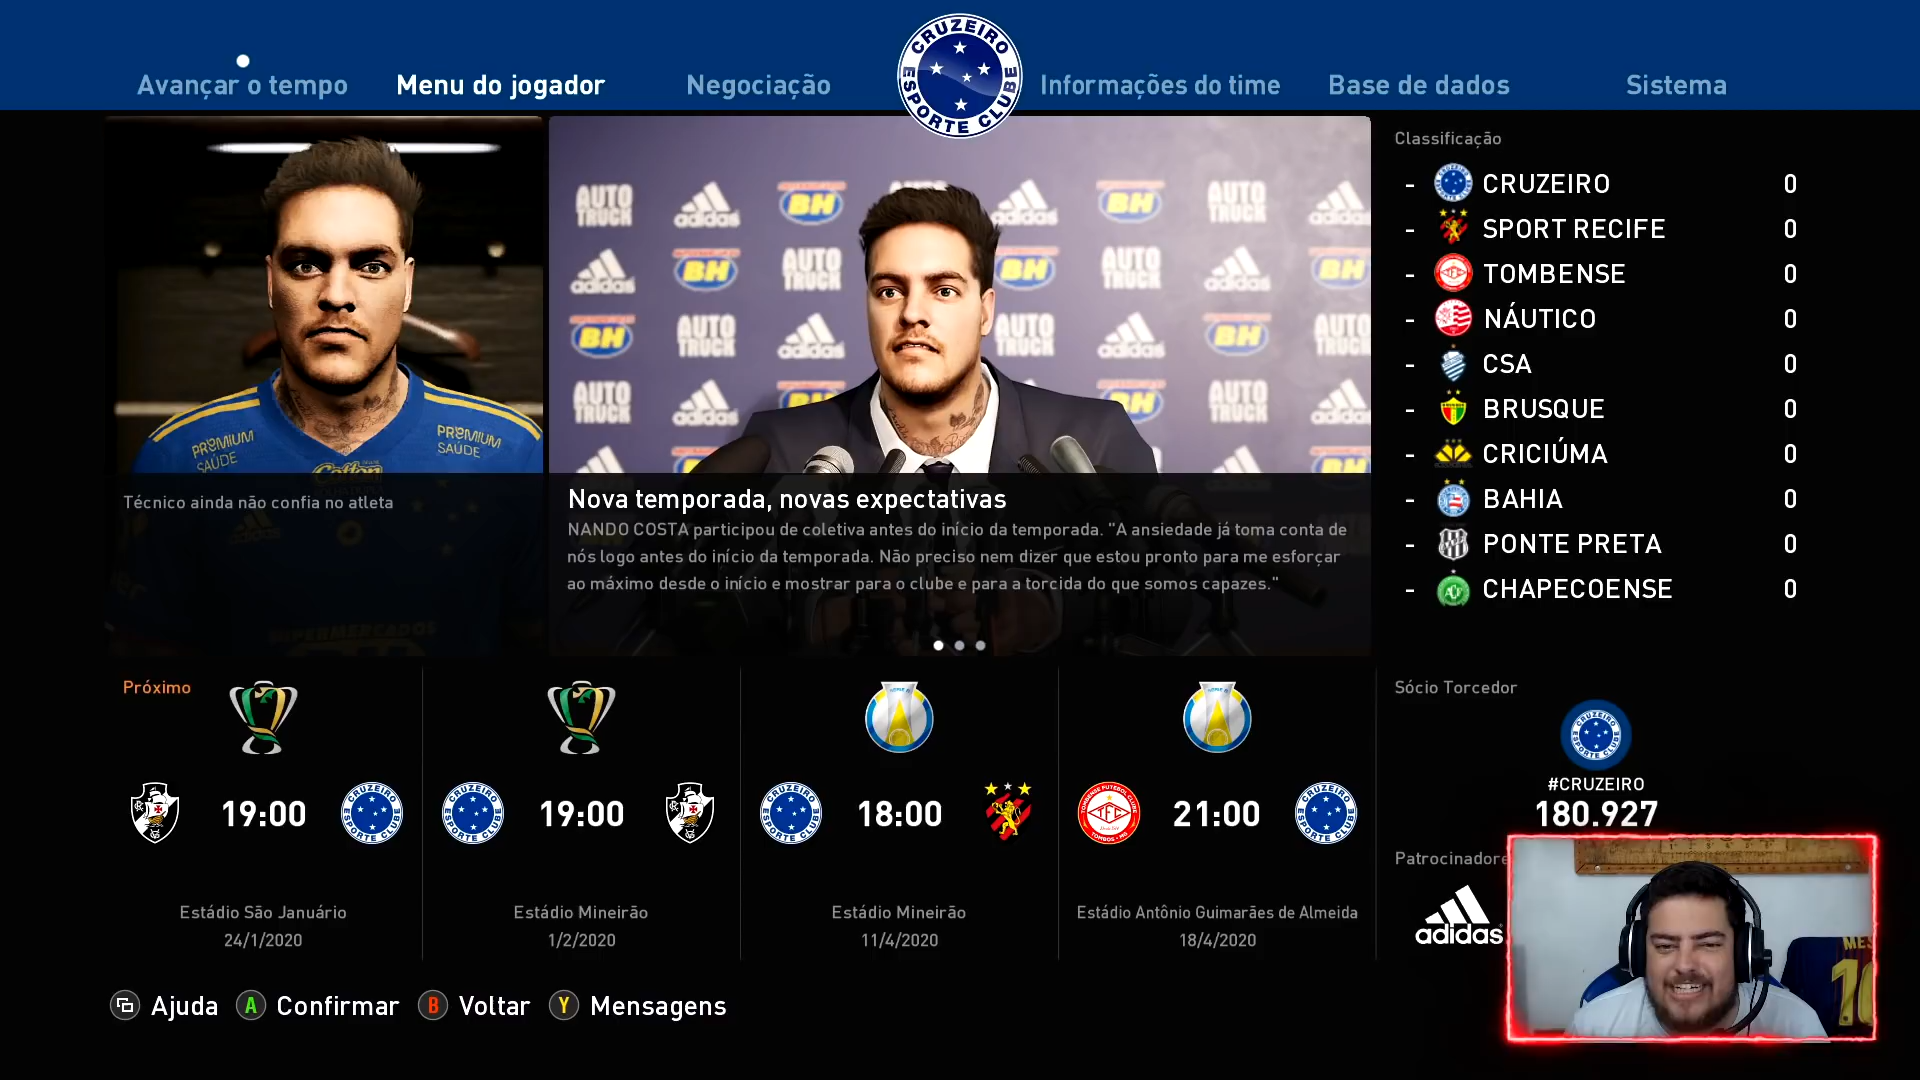 Avançar o tempo
Menu do jogador
Negociação
CRUZEIRO ESPORTE CLUBE
Informações do time
Base de dados
Sistema
PREMIUM SAÚDE
PREMIUM SAÚDE
Técnico ainda não confia no atleta
AUTO TRUCK
adidas
BH
Nova temporada, novas expectativas
NANDO COSTA participou de coletiva antes do início da temporada. "A ansiedade já toma conta de
nós logo antes do início da temporada. Não preciso nem dizer que estou pronto para me esforçar
ao máximo desde o início e mostrar para o clube e para a torcida do que somos capazes."
Classificação
- CRUZEIRO 0
- SPORT RECIFE 0
- TOMBENSE 0
- NÁUTICO 0
- CSA 0
- BRUSQUE 0
- CRICIÚMA 0
- BAHIA 0
- PONTE PRETA 0
- CHAPECOENSE 0
Próximo
19:00
Estádio São Januário
24/1/2020
19:00
Estádio Mineirão
1/2/2020
18:00
Estádio Mineirão
11/4/2020
21:00
Estádio Antônio Guimarães de Almeida
18/4/2020
Sócio Torcedor
#CRUZEIRO
180.927
Patrocinadore
adidas
MES
10
Ajuda
A Confirmar
B Voltar
Y Mensagens